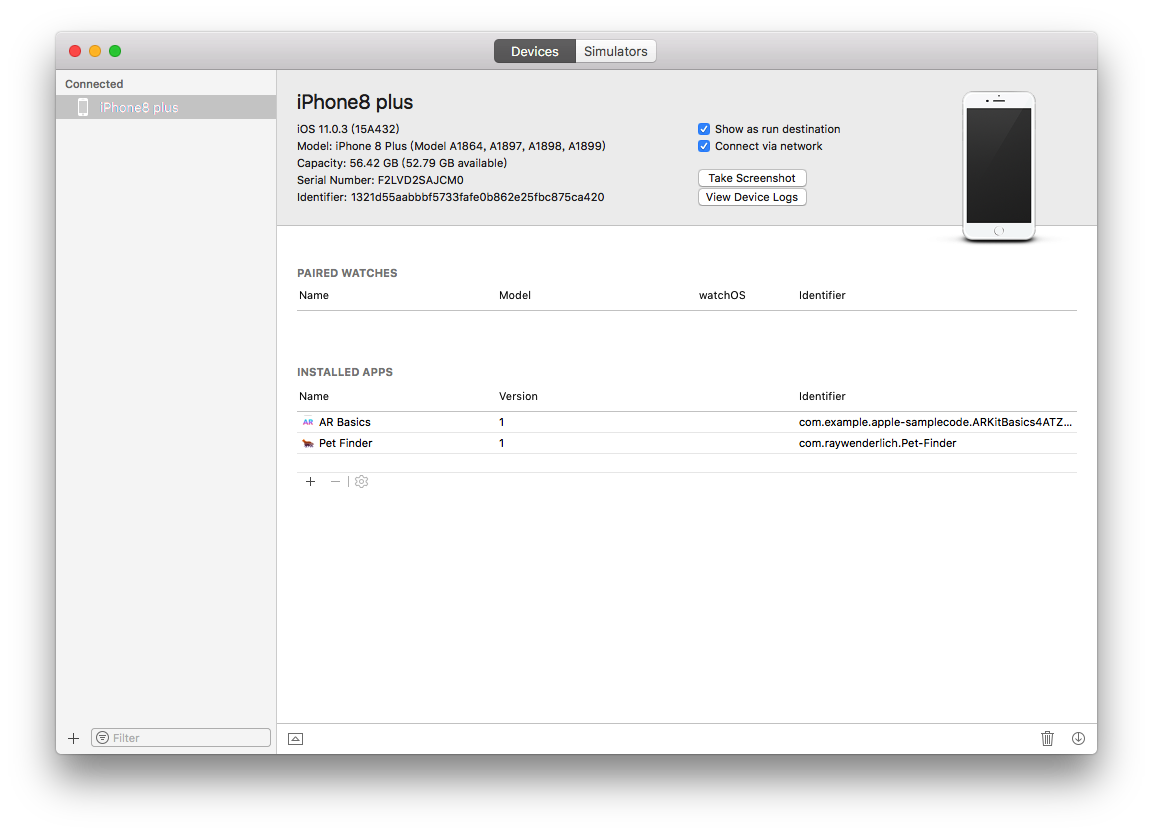 Devices Simulators
Connected
iPhone8 plus
iPhone8 plus
iOS 11.0.3 (15A432)
Model: iPhone 8 Plus (Model A1864, A1897, A1898, A1899)
Capacity: 56.42 GB (52.79 GB available)
Serial Number: F2LVD2SAJCM0
Identifier: 1321d55aabbbf5733fafe0b862e25fbc875ca420
Show as run destination
Connect via network
Take Screenshot
View Device Logs
PAIRED WATCHES
Name Model watchOS Identifier
INSTALLED APPS
Name Version Identifier
AR AR Basics 1 com.example.apple-samplecode.ARKitBasics4ATZ...
Pet Finder 1 com.raywenderlich.Pet-Finder
Filter